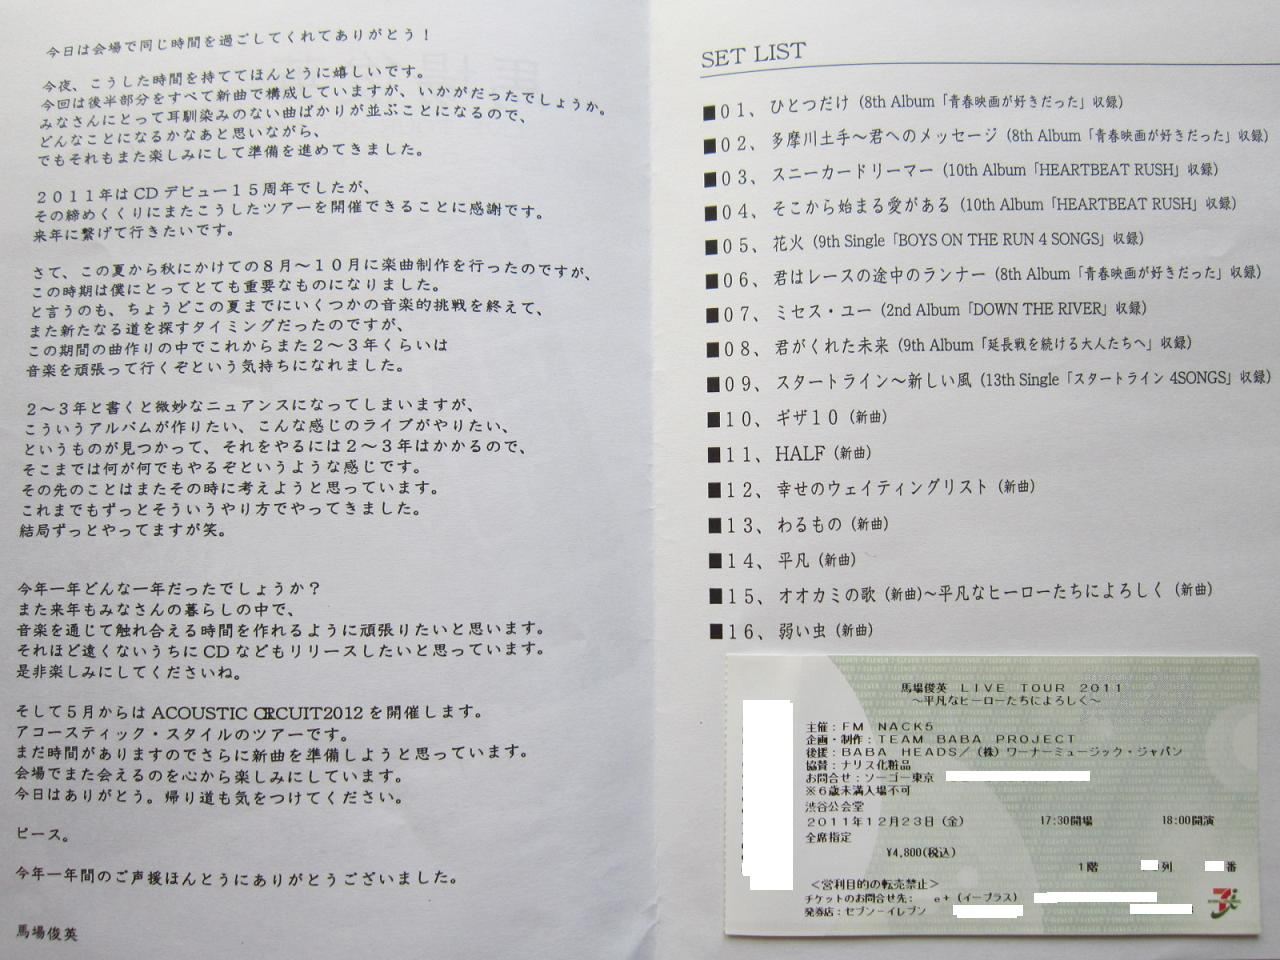 今日は会場で同じ時間を過ごしてくれてありがとう！
今夜、こうした時間を持ててほんとうに嬉しいです。
今回は後半部分をすべて新曲で構成していますが、いかがだったでしょうか。
みなさんにとって耳馴染みのない曲ばかりが並ぶことになるので、
どんなことになるかなあと思いながら、
でもそれもまた楽しみにして準備を進めてきました。
２０１１年はCDデビュー１５周年でしたが、
その締めくくりにまたこうしたツアーを開催できることに感謝です。
来年に繋げて行きたいです。
さて、この夏から秋にかけての８月〜１０月に楽曲制作を行ったのですが、
この時期は僕にとってとても重要なものになりました。
と言うのも、ちょうどこの夏までにいくつかの音楽的挑戦を終えて、
また新たなる道を探すタイミングだったのですが、
この期間の曲作りの中でこれからまた２〜３年くらいは
音楽を頑張って行くぞという気持ちになれました。
２〜３年と書くと微妙なニュアンスになってしまいますが、
こういうアルバムが作りたい、こんな感じのライブがやりたい、
というものが見つかって、それをやるには２〜３年はかかるので、
そこまでは何が何でもやるぞというような感じです。
その先のことはまたその時に考えようと思っています。
これまでもずっとそういうやり方でやってきました。
結局ずっとやってますが笑。
今年一年どんな一年だったでしょうか？
また来年もみなさんの暮らしの中で、
音楽を通じて触れ合える時間を作れるように頑張りたいと思います。
それほど遠くないうちにCDなどもリリースしたいと思っています。
是非楽しみにしてくださいね。
そして５月からはACOUSTIC CIRCUIT2012を開催します。
アコースティック・スタイルのツアーです。
まだ時間がありますのでさらに新曲を準備しようと思っています。
会場でまた会えるのを心から楽しみにしています。
今日はありがとう。帰り道も気をつけてください。
ピース。
今年一年間のご声援ほんとうにありがとうございました。
馬場俊英
SET LIST
■０１、ひとつだけ（8th Album「青春映画が好きだった」収録）
■０２、多摩川土手〜君へのメッセージ（8th Album「青春映画が好きだった」収録）
■０３、スニーカードリーマー（10th Album「HEARTBEAT RUSH」収録）
■０４、そこから始まる愛がある（10th Album「HEARTBEAT RUSH」収録）
■０５、花火（9th Single「BOYS ON THE RUN 4 SONGS」収録）
■０６、君はレースの途中のランナー（8th Album「青春映画が好きだった」収録）
■０７、ミセス・ユー（2nd Album「DOWN THE RIVER」収録）
■０８、君がくれた未来（9th Album「延長戦を続ける大人たちへ」収録）
■０９、スタートライン〜新しい風（13th Single「スタートライン 4SONGS」収録）
■１０、ギザ１０（新曲）
■１１、HALF（新曲）
■１２、幸せのウェイティングリスト（新曲）
■１３、わるもの（新曲）
■１４、平凡（新曲）
■１５、オオカミの歌（新曲）〜平凡なヒーローたちによろしく（新曲）
■１６、弱い虫（新曲）
馬場俊英 ＬＩＶＥ ＴＯＵＲ ２０１１
〜平凡なヒーローたちによろしく〜
主催：ＦＭ ＮＡＣＫ５
企画・制作：ＴＥＡＭ ＢＡＢＡ ＰＲＯＪＥＣＴ
後援：ＢＡＢＡ ＨＥＡＤＳ／（株）ワーナーミュージック・ジャパン
協賛：ナリス化粧品
お問合せ：ソーゴー東京
※６歳未満入場不可
渋谷公会堂
２０１１年１２月２３日（金） 17:30開場 18:00開演
全席指定
¥4,800(税込)
１階 列 番
＜営利目的の転売禁止＞
チケットのお問合せ先： e+（イープラス）
発券店：セブン－イレブン